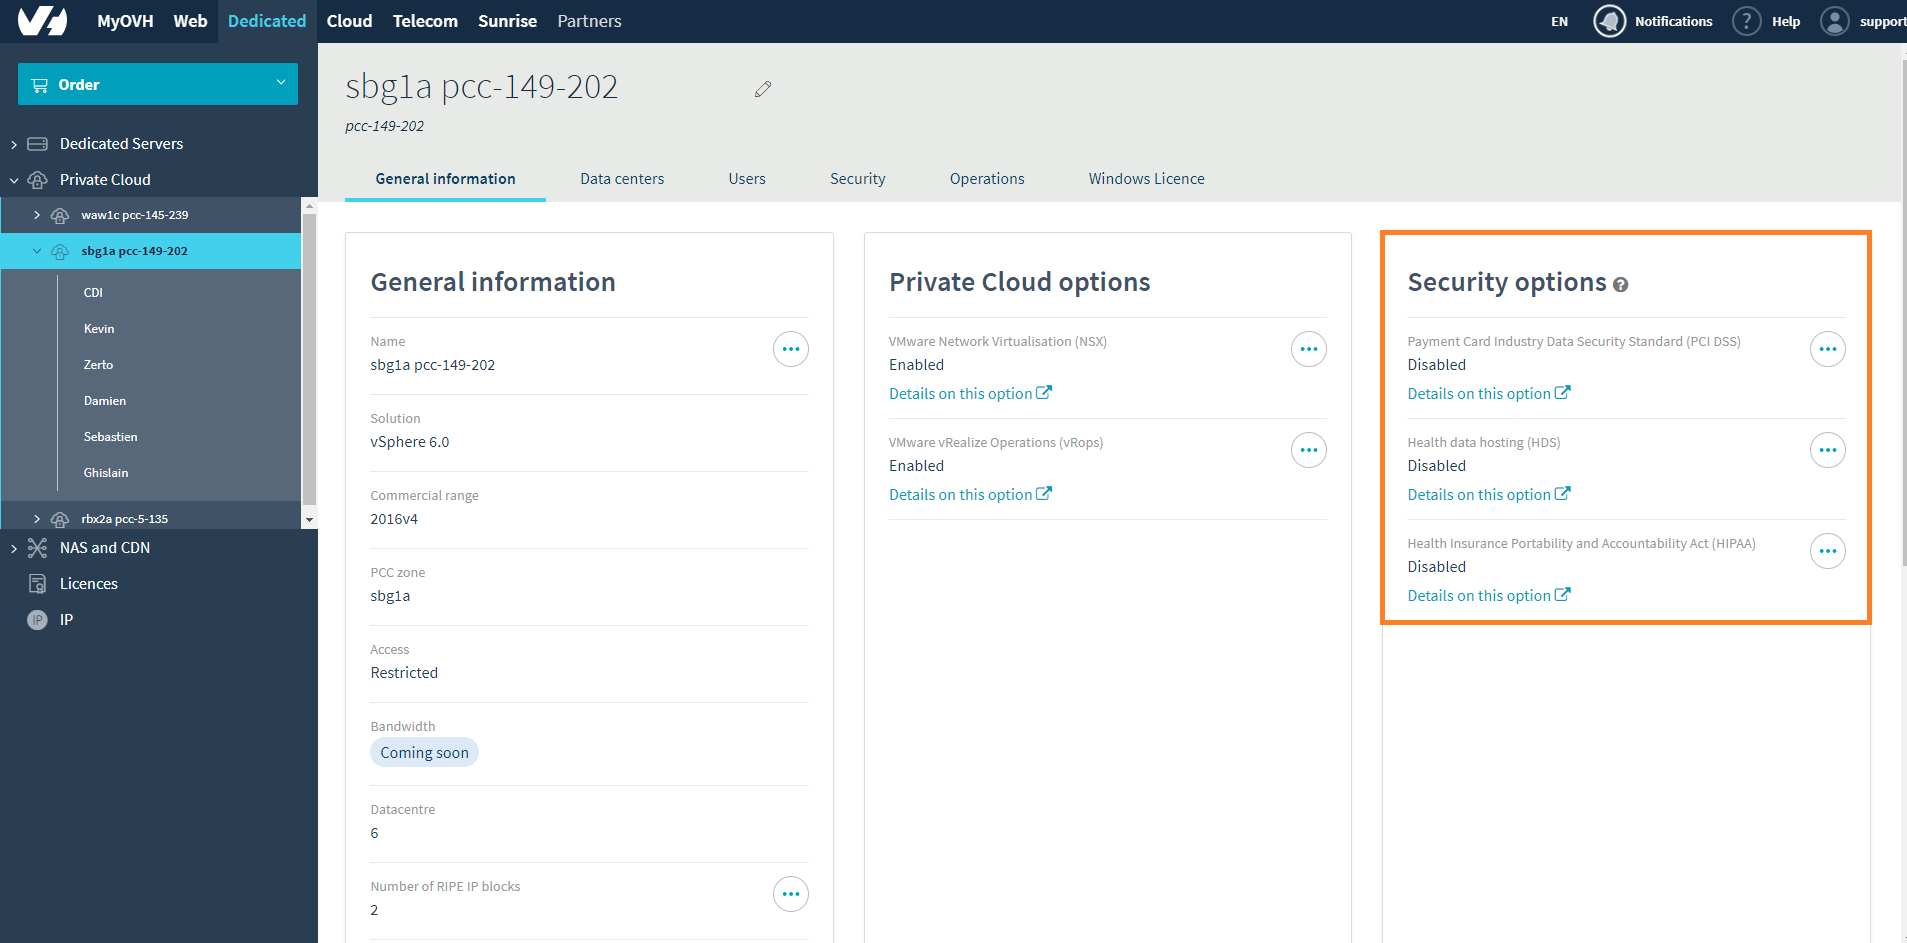 MyOVH Web Dedicated Cloud Telecom Sunrise Partners
EN Notifications ? Help support
Order
Dedicated Servers
Private Cloud
waw1c pcc-145-239
sbg1a pcc-149-202
CDI
Kevin
Zerto
Damien
Sebastien
Ghislain
rbx2a pcc-5-135
NAS and CDN
Licences
IP IP
sbg1a pcc-149-202
pcc-149-202
General information Data centers Users Security Operations Windows Licence
General information
Name
sbg1a pcc-149-202
Solution
vSphere 6.0
Commercial range
2016v4
PCC zone
sbg1a
Access
Restricted
Bandwidth
Coming soon
Datacentre
6
Number of RIPE IP blocks
2
Private Cloud options
VMware Network Virtualisation (NSX)
Enabled
Details on this option
VMware vRealize Operations (vRops)
Enabled
Details on this option
Security options ?
Payment Card Industry Data Security Standard (PCI DSS)
Disabled
Details on this option
Health data hosting (HDS)
Disabled
Details on this option
Health Insurance Portability and Accountability Act (HIPAA)
Disabled
Details on this option